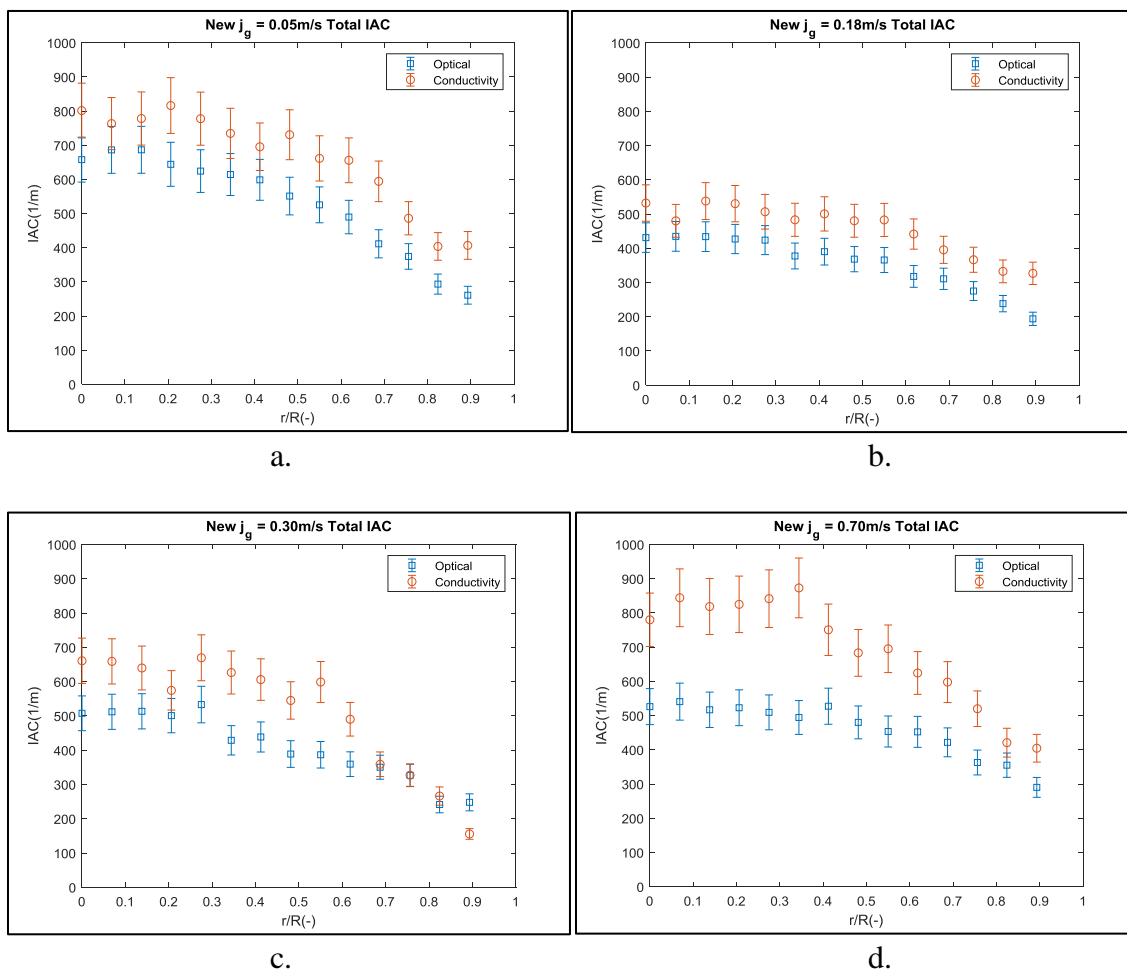 New j_g = 0.05m/s Total IAC
Optical
Conductivity
1000
900
800
700
600
500
400
300
200
100
0
IAC(1/m)
0 0.1 0.2 0.3 0.4 0.5 0.6 0.7 0.8 0.9 1
r/R(-)
a.
New j_g = 0.18m/s Total IAC
Optical
Conductivity
1000
900
800
700
600
500
400
300
200
100
0
IAC(1/m)
0 0.1 0.2 0.3 0.4 0.5 0.6 0.7 0.8 0.9 1
r/R(-)
b.
New j_g = 0.30m/s Total IAC
Optical
Conductivity
1000
900
800
700
600
500
400
300
200
100
0
IAC(1/m)
0 0.1 0.2 0.3 0.4 0.5 0.6 0.7 0.8 0.9 1
r/R(-)
c.
New j_g = 0.70m/s Total IAC
Optical
Conductivity
1000
900
800
700
600
500
400
300
200
100
0
IAC(1/m)
0 0.1 0.2 0.3 0.4 0.5 0.6 0.7 0.8 0.9 1
r/R(-)
d.